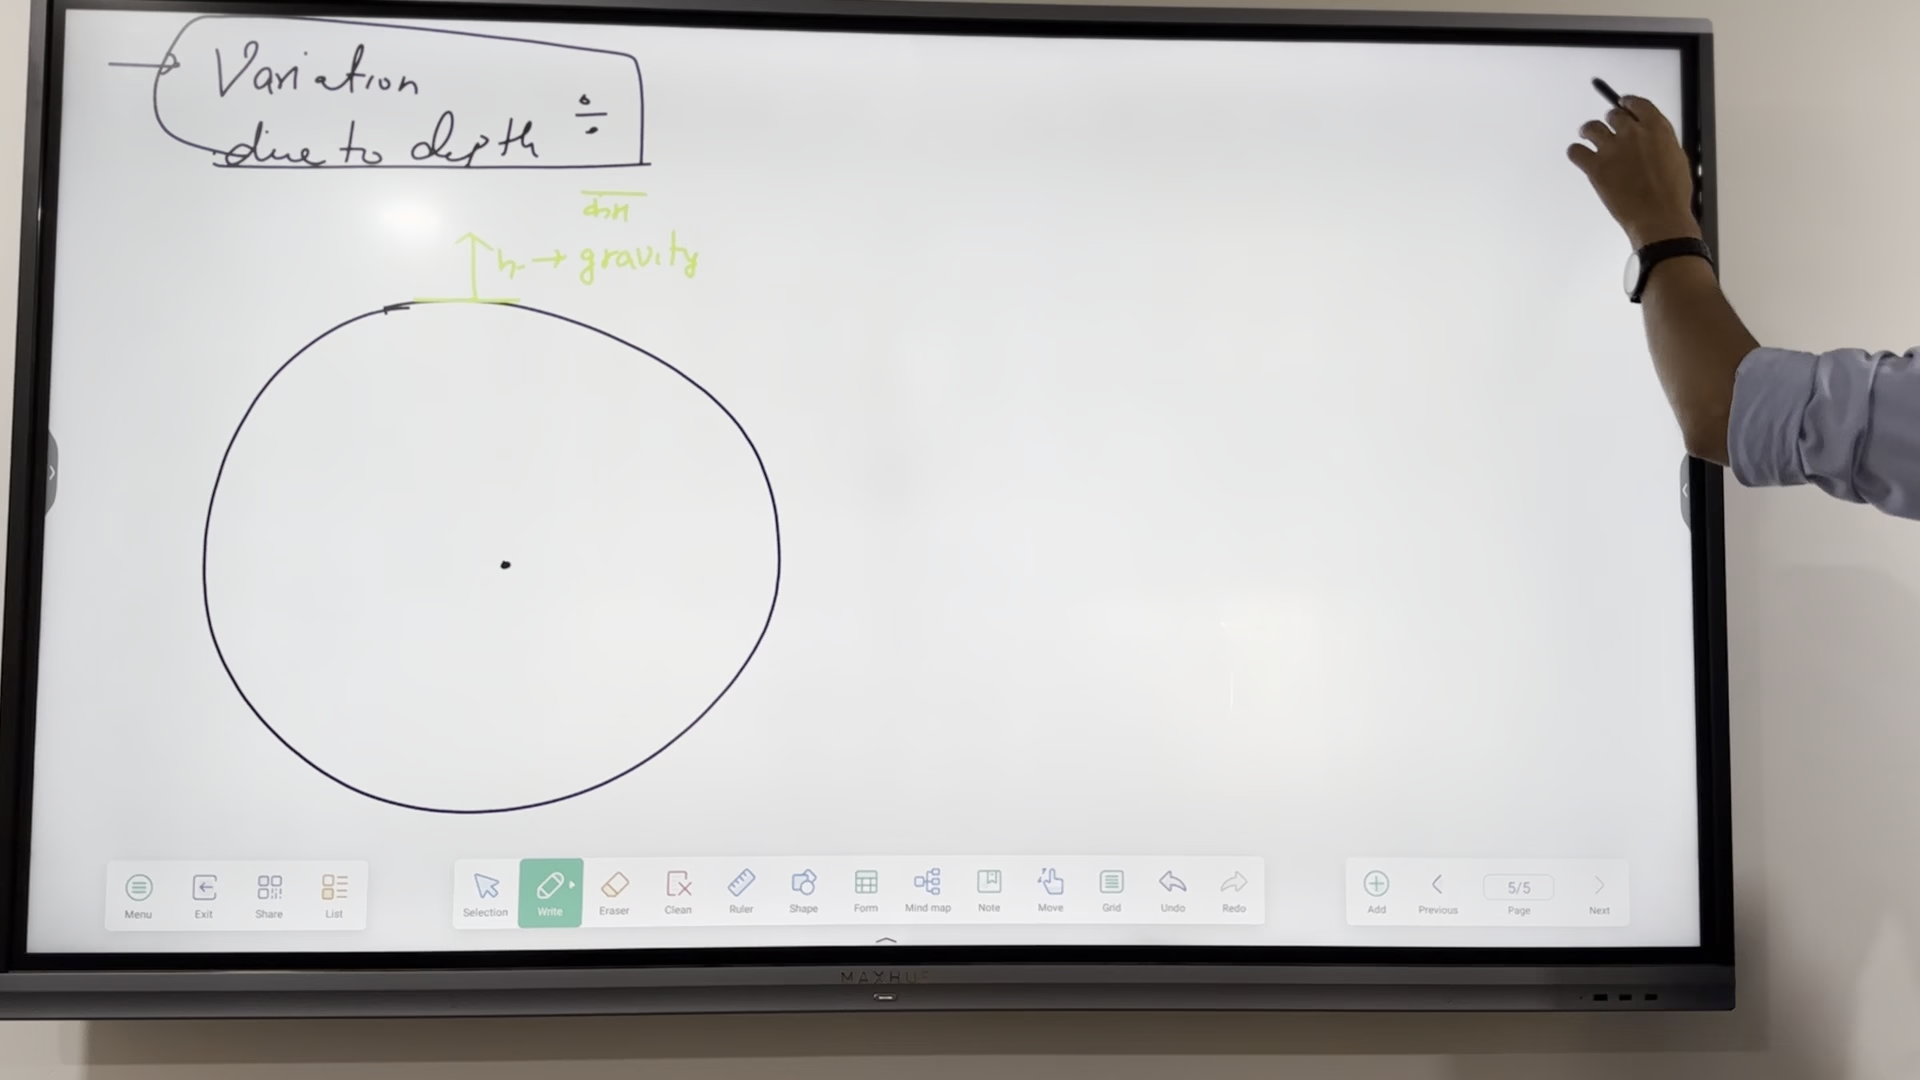 Variation
due to depth ÷
h → gravity
Menu Exit Share List
Selection Write Eraser Clean Ruler Shape Form Mind map Note Move Grid Undo Redo
Add Previous 5/5 Page Next
MAXHUB